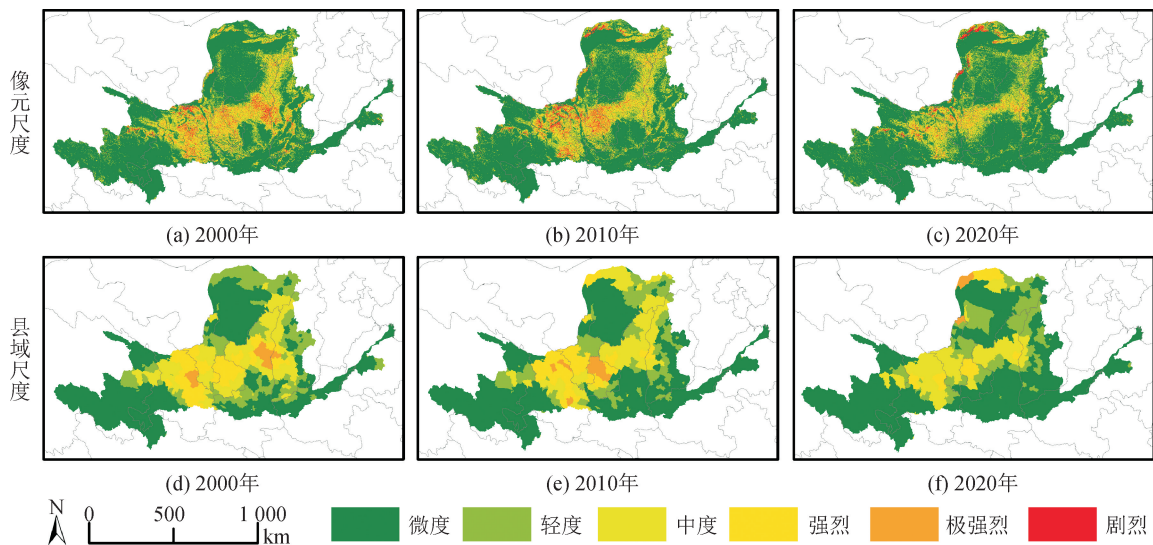 像元尺度
(a) 2000年
(b) 2010年
(c) 2020年
县域尺度
(d) 2000年
(e) 2010年
(f) 2020年
N
0 500 1 000
km
微度 轻度 中度 强烈 极强烈 剧烈